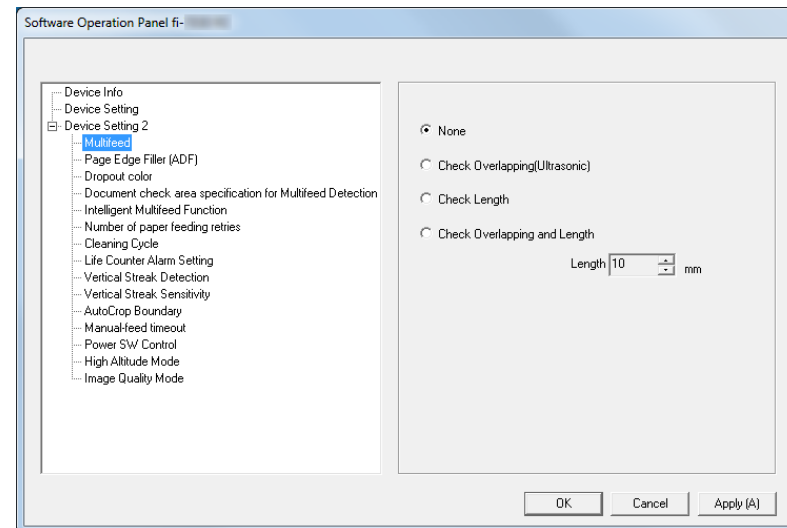 Software Operation Panel fi-
Device Info
Device Setting
Device Setting 2
Multifeed
Page Edge Filler (ADF)
Dropout color
Document check area specification for Multifeed Detection
Intelligent Multifeed Function
Number of paper feeding retries
Cleaning Cycle
Life Counter Alarm Setting
Vertical Streak Detection
Vertical Streak Sensitivity
AutoCrop Boundary
Manual-feed timeout
Power SW Control
High Altitude Mode
Image Quality Mode
None
Check Overlapping(Ultrasonic)
Check Length
Check Overlapping and Length
Length 10 mm
OK Cancel Apply (A)